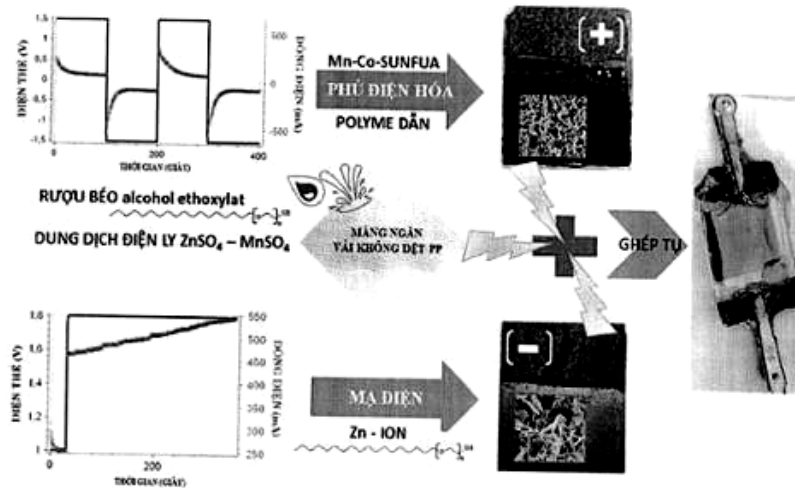 1.5
1
0.5
0
-0.5
-1
-1.5
ĐIỆN THẾ (V)
500
0
-500
DÒNG ĐIỆN (mA)
0
200
400
THỜI GIAN (GIÂY)
Mn-Co-SUNFUA
PHỦ ĐIỆN HÓA
POLYME DẪN
[+]
RƯỢU BÉO alcohol ethoxylat
DUNG DỊCH ĐIỆN LY ZnSO₄ – MnSO₄
MÀNG NGĂN
VẢI KHÔNG DỆT PP
GHÉP TỤ
1.8
1.6
1.4
1.2
1
ĐIỆN THẾ (V)
550
500
450
400
350
300
250
DÒNG ĐIỆN (mA)
0
200
THỜI GIAN (GIÂY)
MẠ ĐIỆN
Zn - ION
[-]